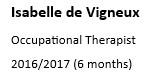 Isabelle de Vigneux
Occupational Therapist
2016/2017 (6 months)